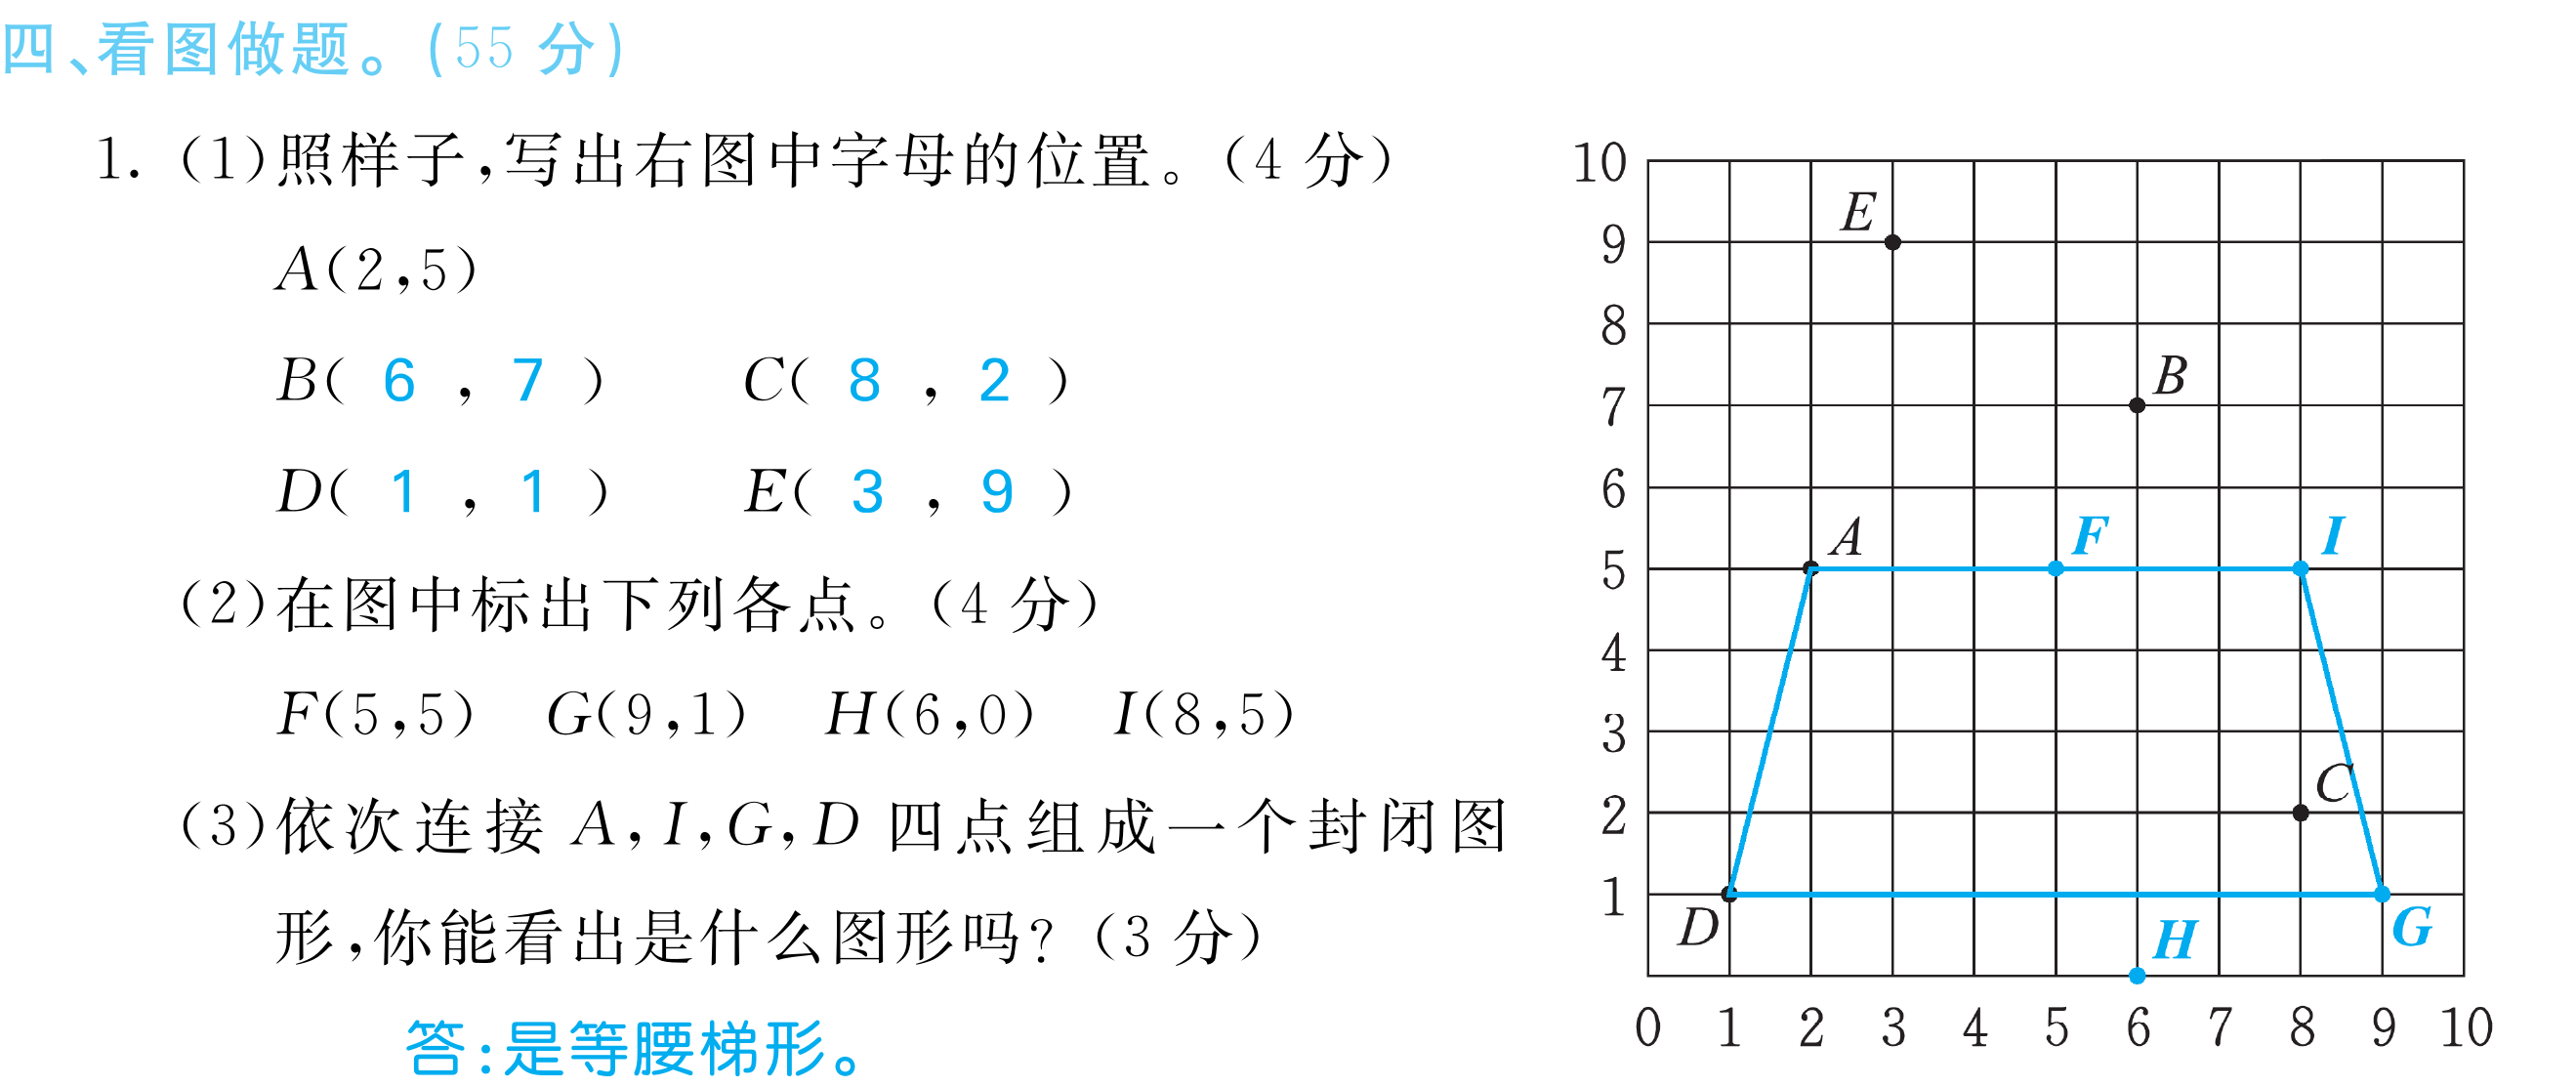 四、看图做题。(55 分)
1. (1)照样子,写出右图中字母的位置。(4 分)
A(2,5)
B( 6 , 7 ) C( 8 , 2 )
D( 1 , 1 ) E( 3 , 9 )
(2)在图中标出下列各点。(4 分)
F(5,5) G(9,1) H(6,0) I(8,5)
(3)依次连接 A,I,G,D 四点组成一个封闭图
形,你能看出是什么图形吗?(3 分)
答:是等腰梯形。
10
E
9
8
B
7
6
A F I
5
4
3
C
2
1
D G
H
0 1 2 3 4 5 6 7 8 9 10